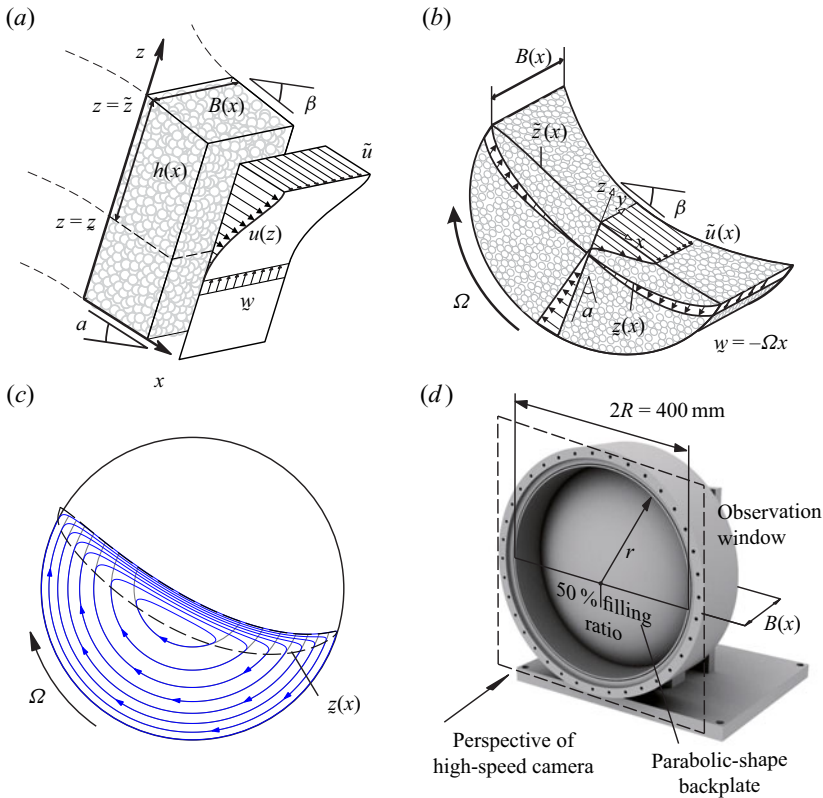 (a)
z
z = z̃
B(x)
β
h(x)
ũ
z = z̰
u(z)
w̰
a
x
(b)
B(x)
z̃(x)
z
y
β
x
ũ(x)
Ω
a
z̰(x)
w̰ = –Ωx
(c)
Ω
z̰(x)
(d)
2R = 400 mm
Observation
window
r
50 % filling
ratio
B(x)
Perspective of
high-speed camera
Parabolic-shape
backplate